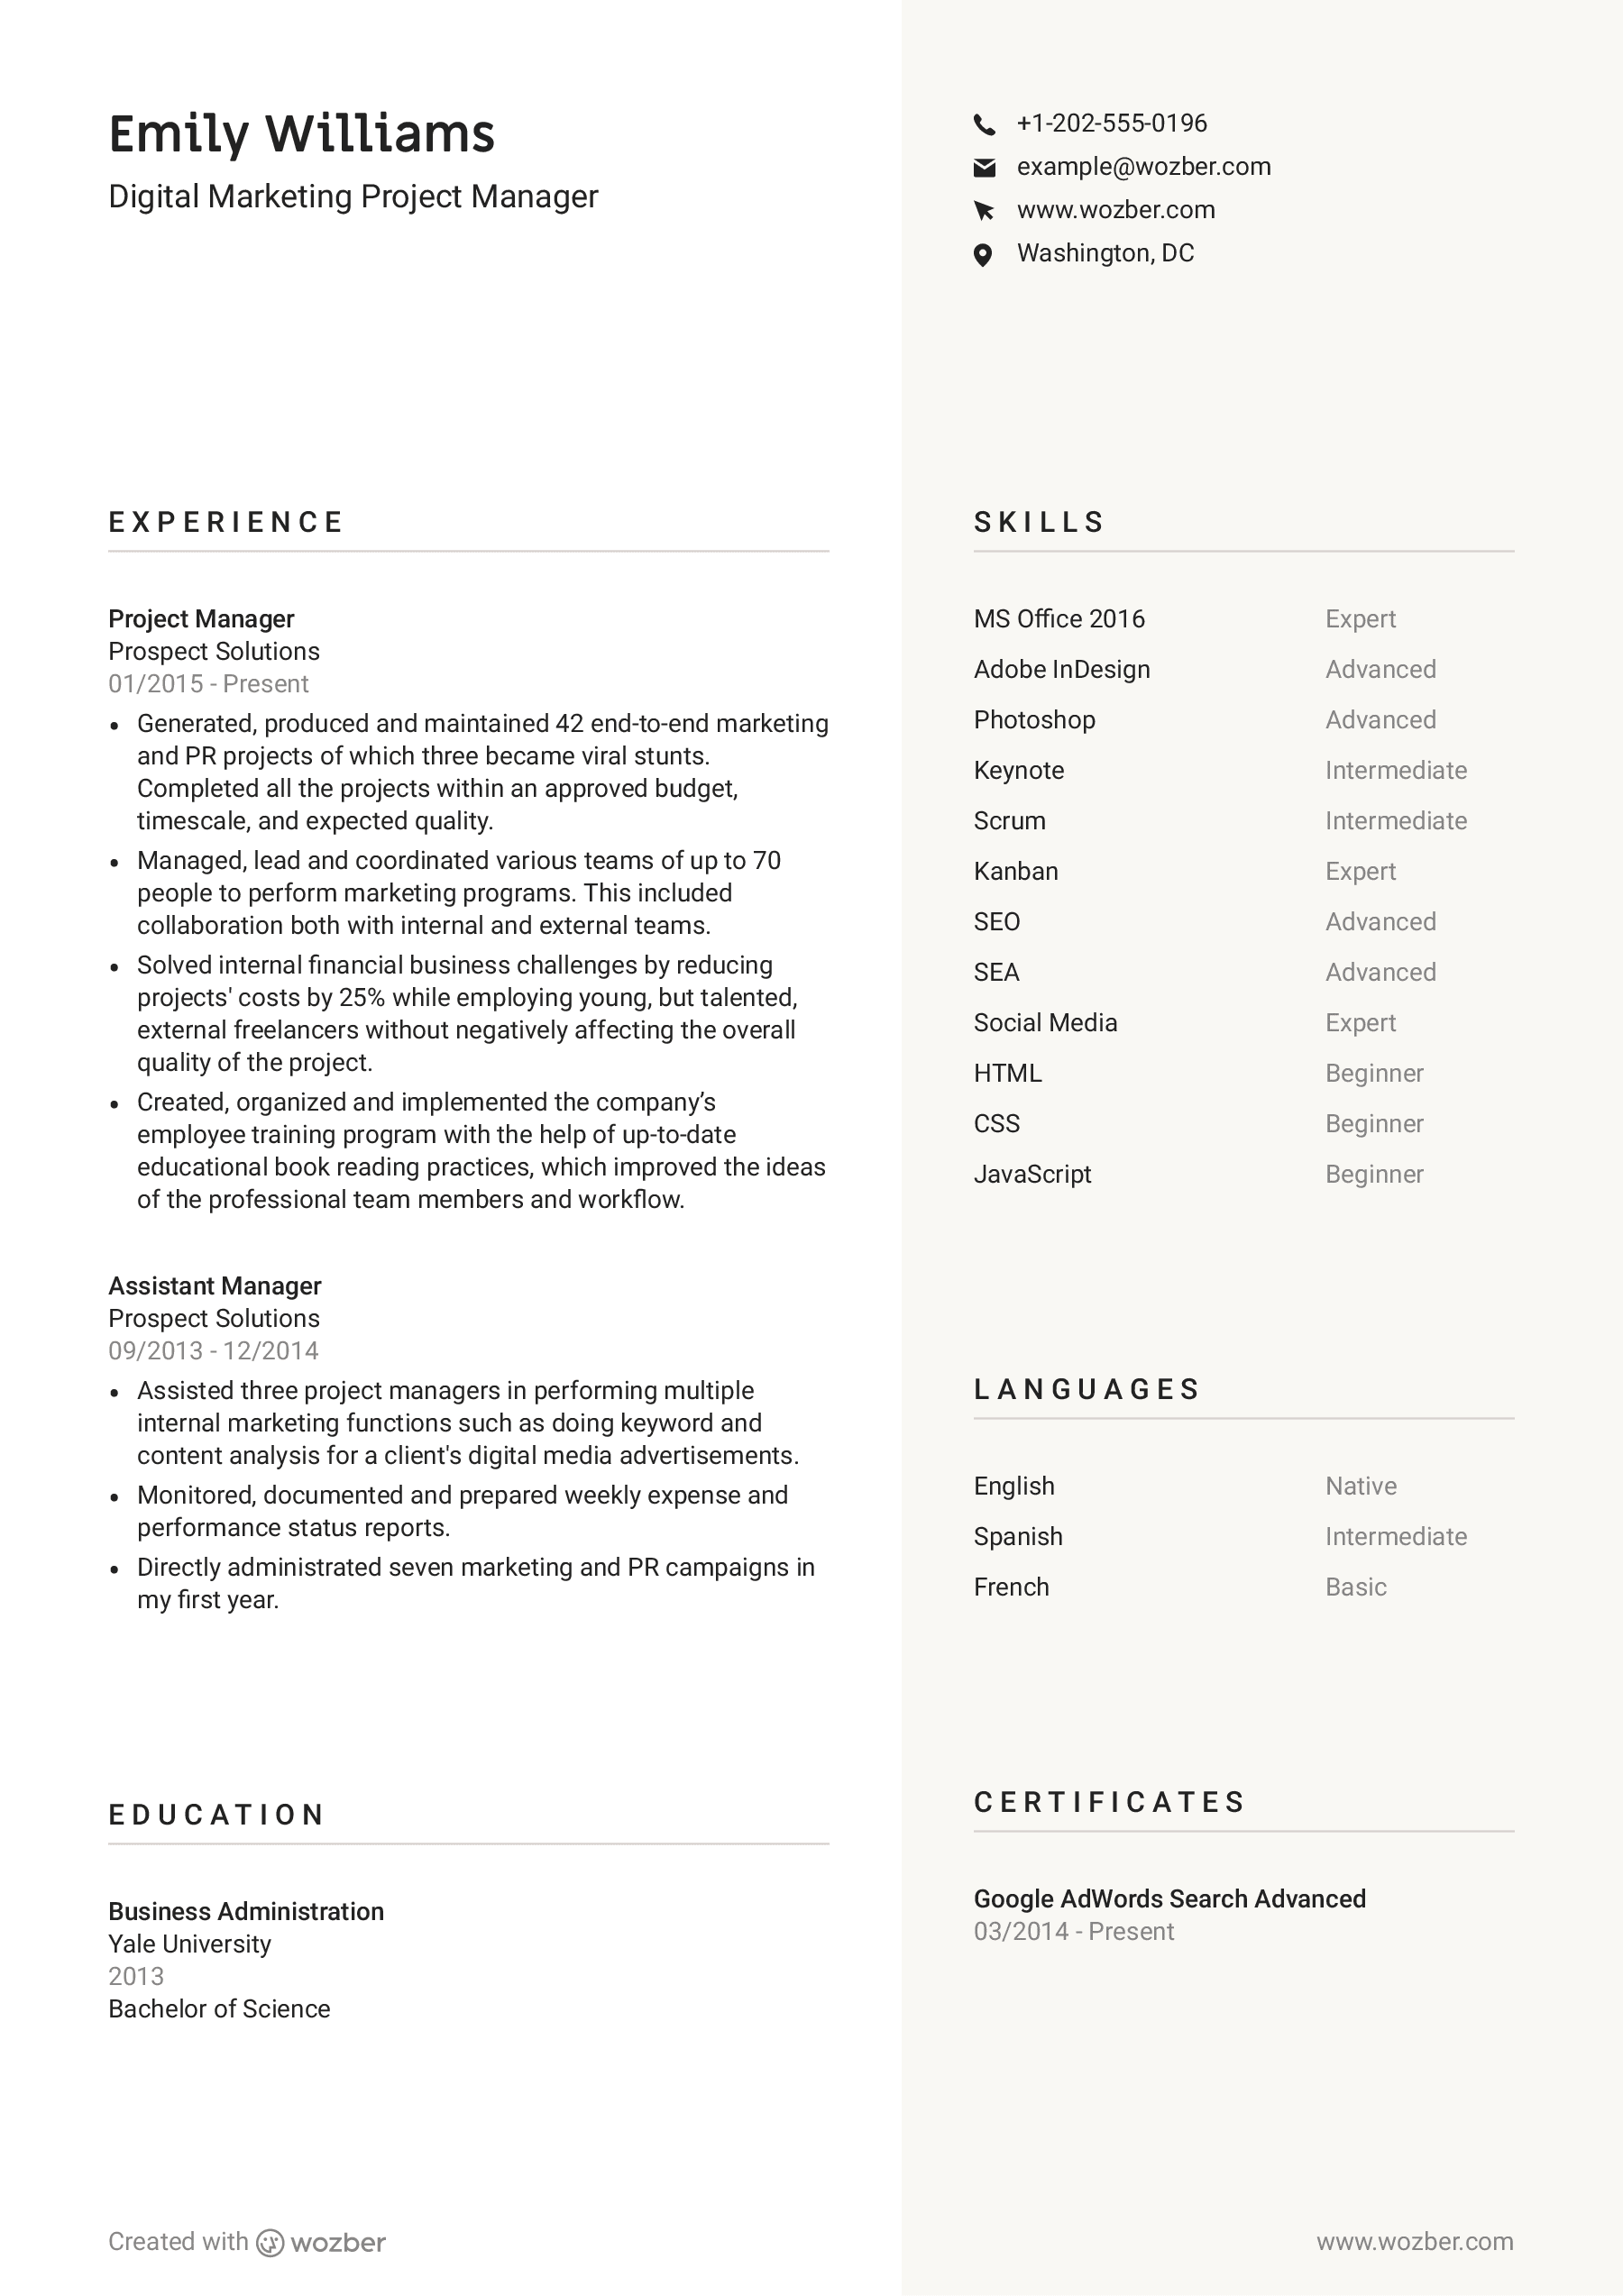 Emily Williams
Digital Marketing Project Manager
+1-202-555-0196
example@wozber.com
www.wozber.com
Washington, DC
EXPERIENCE
Project Manager
Prospect Solutions
01/2015 - Present
• Generated, produced and maintained 42 end-to-end marketing
and PR projects of which three became viral stunts.
Completed all the projects within an approved budget,
timescale, and expected quality.
• Managed, lead and coordinated various teams of up to 70
people to perform marketing programs. This included
collaboration both with internal and external teams.
• Solved internal financial business challenges by reducing
projects' costs by 25% while employing young, but talented,
external freelancers without negatively affecting the overall
quality of the project.
• Created, organized and implemented the company’s
employee training program with the help of up-to-date
educational book reading practices, which improved the ideas
of the professional team members and workflow.
Assistant Manager
Prospect Solutions
09/2013 - 12/2014
• Assisted three project managers in performing multiple
internal marketing functions such as doing keyword and
content analysis for a client's digital media advertisements.
• Monitored, documented and prepared weekly expense and
performance status reports.
• Directly administrated seven marketing and PR campaigns in
my first year.
EDUCATION
Business Administration
Yale University
2013
Bachelor of Science
SKILLS
MS Office 2016 Expert
Adobe InDesign Advanced
Photoshop Advanced
Keynote Intermediate
Scrum Intermediate
Kanban Expert
SEO Advanced
SEA Advanced
Social Media Expert
HTML Beginner
CSS Beginner
JavaScript Beginner
LANGUAGES
English Native
Spanish Intermediate
French Basic
CERTIFICATES
Google AdWords Search Advanced
03/2014 - Present
Created with wozber
www.wozber.com